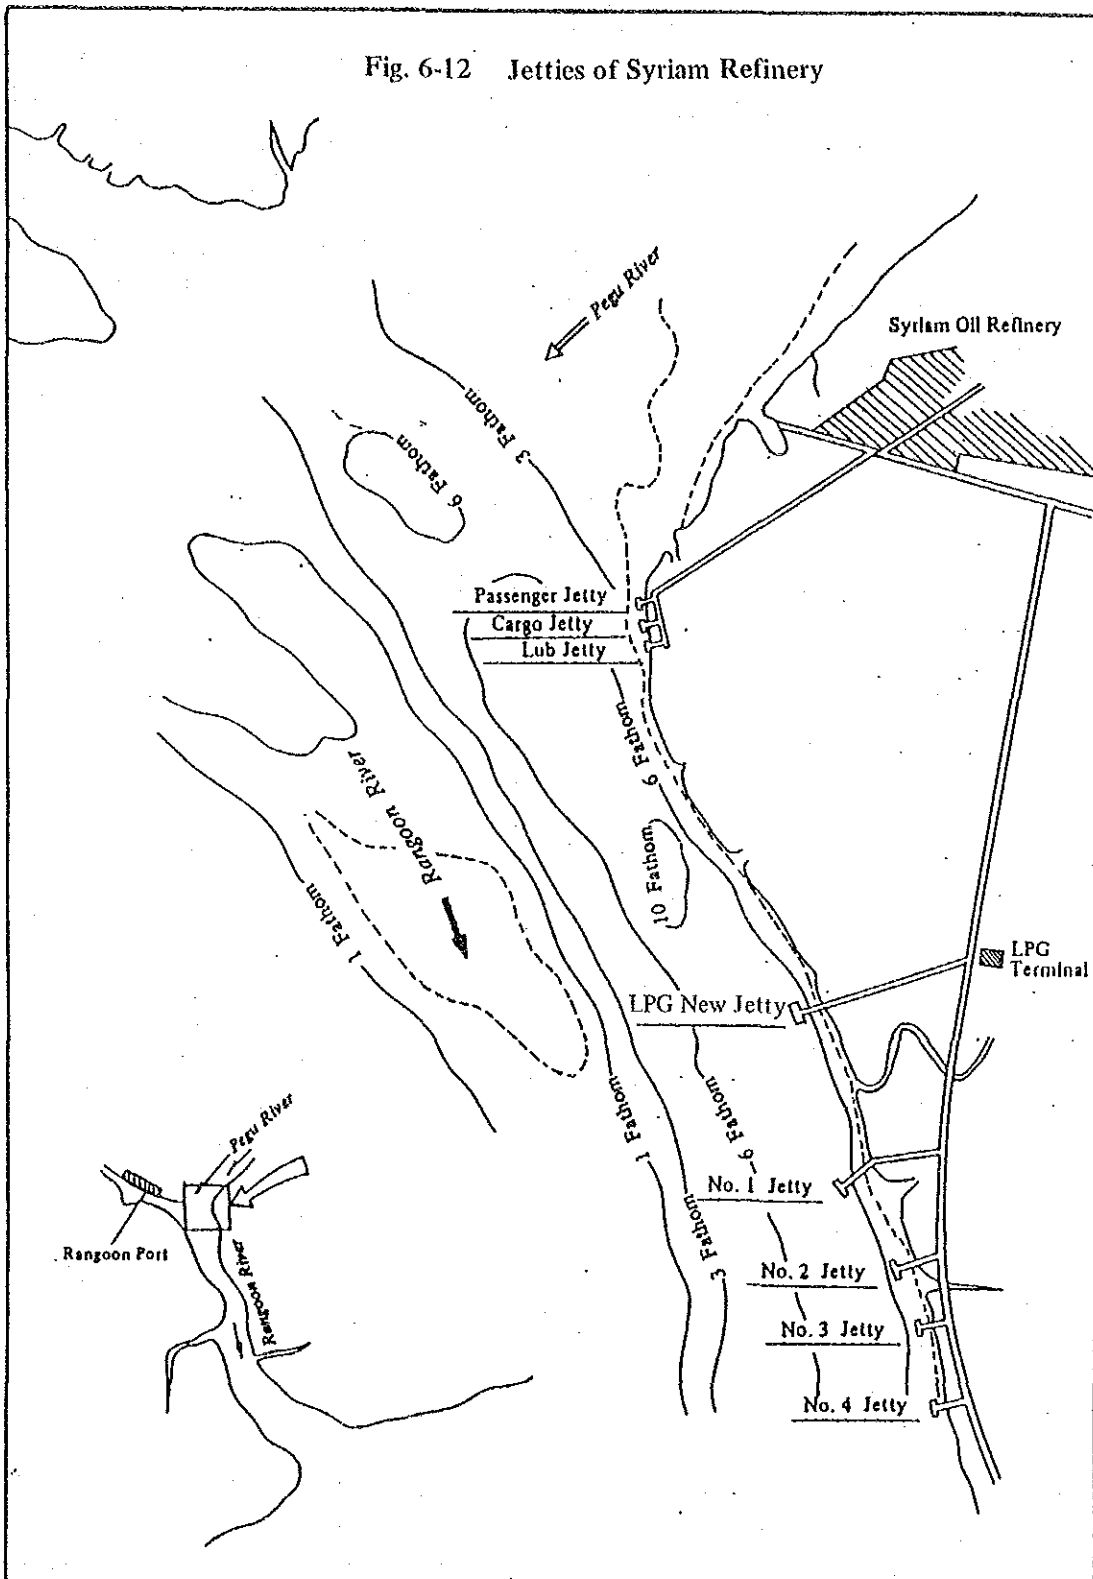 Fig. 6-12 Jetties of Syriam Refinery
Pegu River
Syriam Oil Refinery
3 Fathom
6 Fathom
Passenger Jetty
Cargo Jetty
Lub Jetty
6 Fathom
Rangoon River
10 Fathom
1 Fathom
LPG
Terminal
LPG New Jetty
1 Fathom
6 Fathom
3 Fathom
No. 1 Jetty
No. 2 Jetty
No. 3 Jetty
No. 4 Jetty
Pegu River
Rangoon Port
Rangoon River